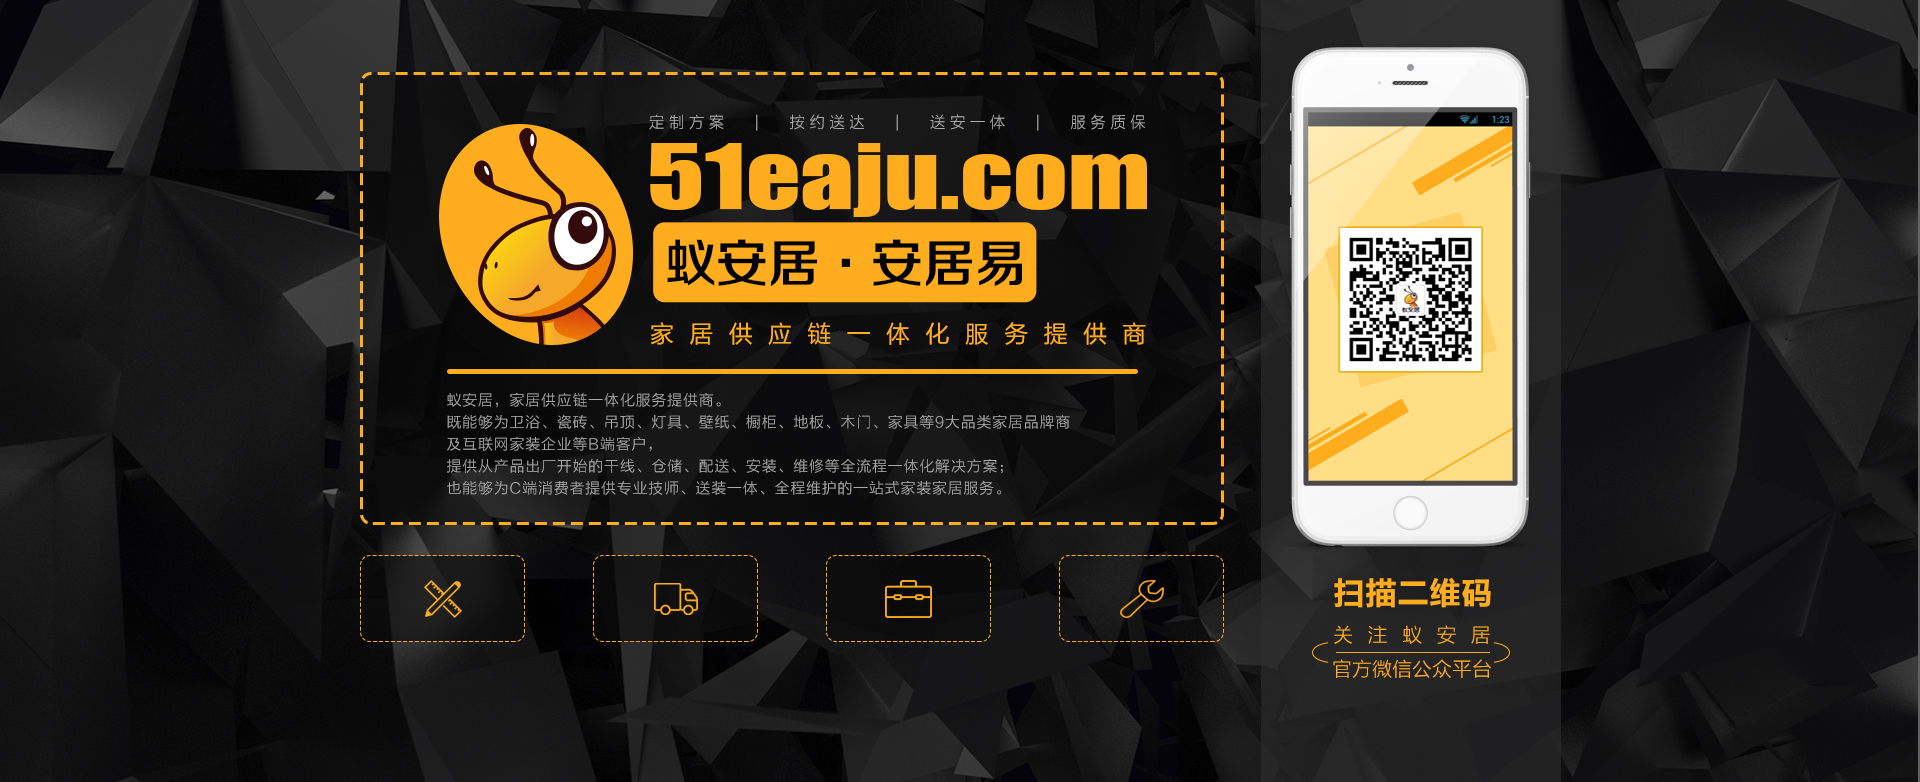 定制方案 | 按约送达 | 送安一体 | 服务质保
51eaju.com
蚁安居·安居易
家居供应链一体化服务提供商
蚁安居，家居供应链一体化服务提供商。
既能够为卫浴、瓷砖、吊顶、灯具、壁纸、橱柜、地板、木门、家具等9大品类家居品牌商
及互联网家装企业等B端客户，
提供从产品出厂开始的干线、仓储、配送、安装、维修等全流程一体化解决方案；
也能够为C端消费者提供专业技师、送装一体、全程维护的一站式家装家居服务。
1:23
蚁安居
扫描二维码
关注蚁安居
官方微信公众平台